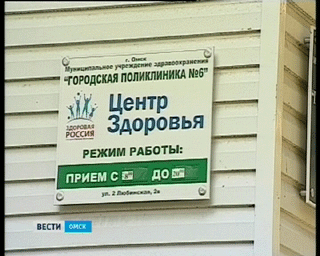 г. Омск
Муниципальное учреждение здравоохранения
"ГОРОДСКАЯ ПОЛИКЛИНИКА №6"
ЗДОРОВАЯ
РОССИЯ
Центр
Здоровья
РЕЖИМ РАБОТЫ:
ПРИЕМ С ДО
ул. 2 Любинская, 2а
ВЕСТИ ОМСК